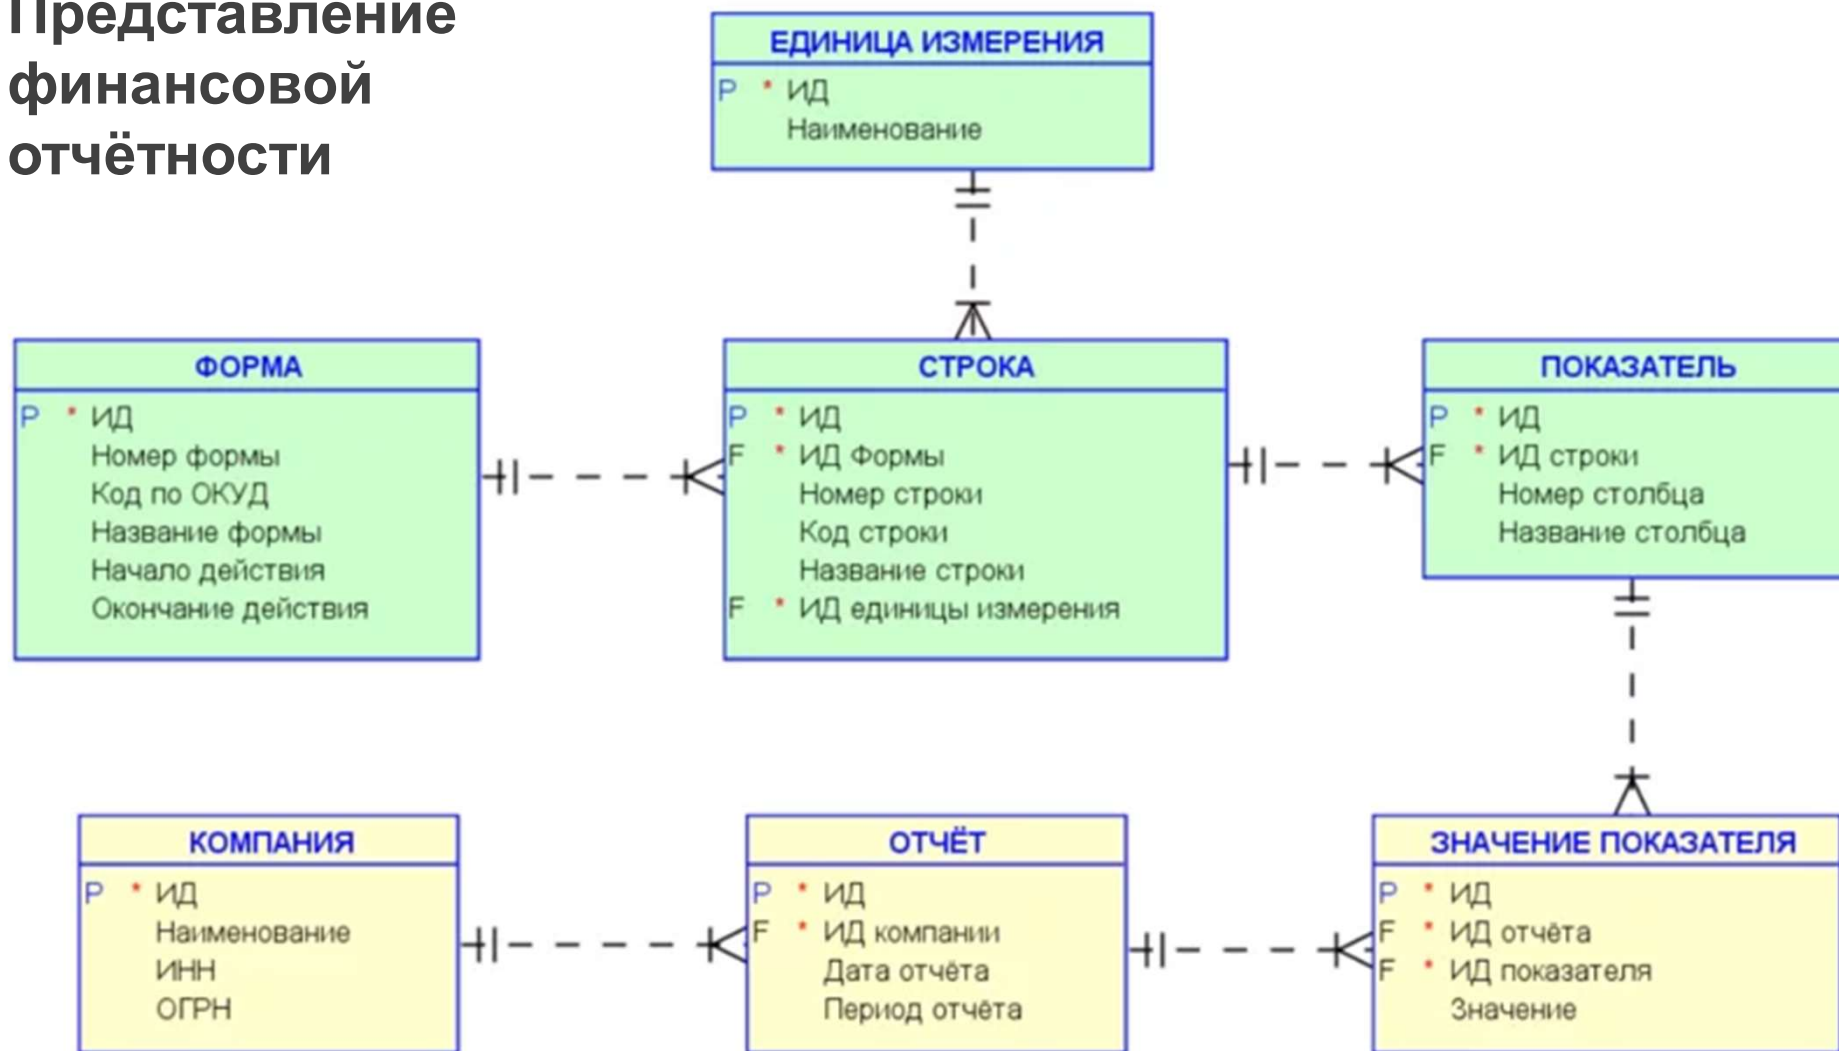 Представление
финансовой
отчётности
ЕДИНИЦА ИЗМЕРЕНИЯ
P * ИД
Наименование
ФОРМА
P * ИД
Номер формы
Код по ОКУД
Название формы
Начало действия
Окончание действия
СТРОКА
P * ИД
F * ИД Формы
Номер строки
Код строки
Название строки
F * ИД единицы измерения
ПОКАЗАТЕЛЬ
P * ИД
F * ИД строки
Номер столбца
Название столбца
КОМПАНИЯ
P * ИД
Наименование
ИНН
ОГРН
ОТЧЁТ
P * ИД
F * ИД компании
Дата отчёта
Период отчёта
ЗНАЧЕНИЕ ПОКАЗАТЕЛЯ
P * ИД
F * ИД отчёта
F * ИД показателя
Значение